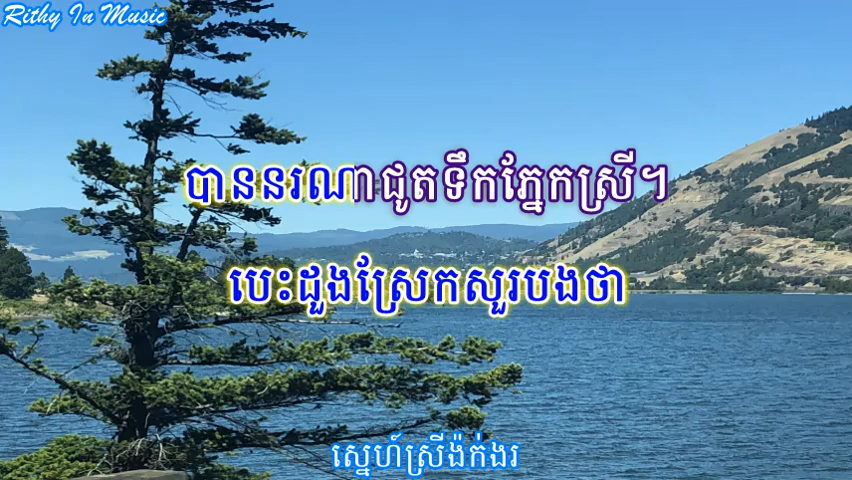 Rithy In Music
បាននរណាជូតទឹកភ្នែកស្រីៗ
បេះដួងស្រែកសួរបងថា
ស្នេហ៍ស្រីង៉ក់ងរ